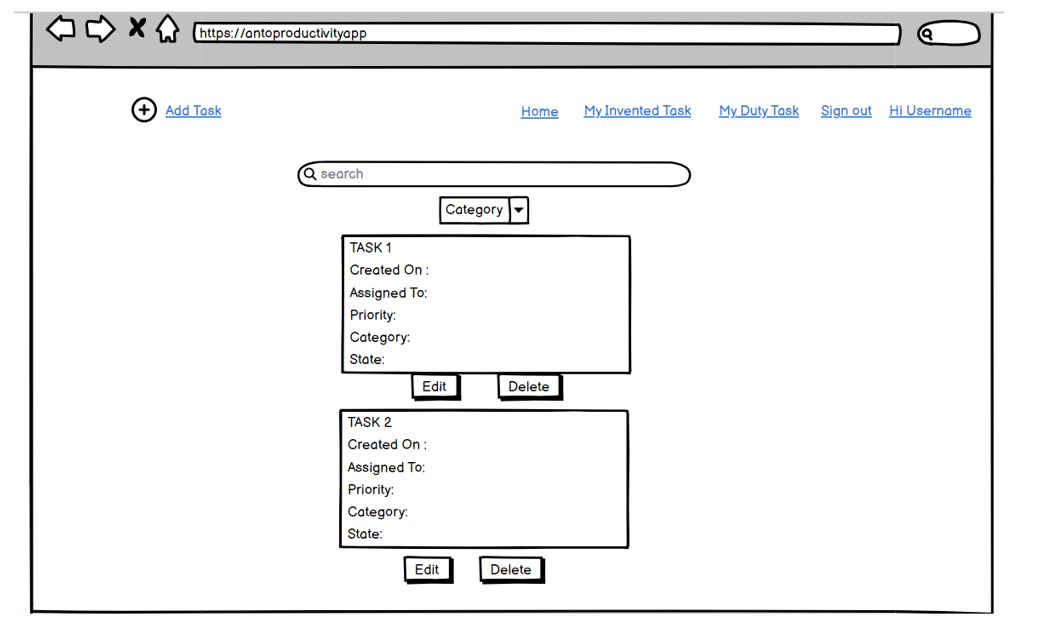 https://antoproductivityapp
Add Task Home My Invented Task My Duty Task Sign out Hi Username
search
Category
TASK 1
Created On :
Assigned To:
Priority:
Category:
State:
Edit Delete
TASK 2
Created On :
Assigned To:
Priority:
Category:
State:
Edit Delete